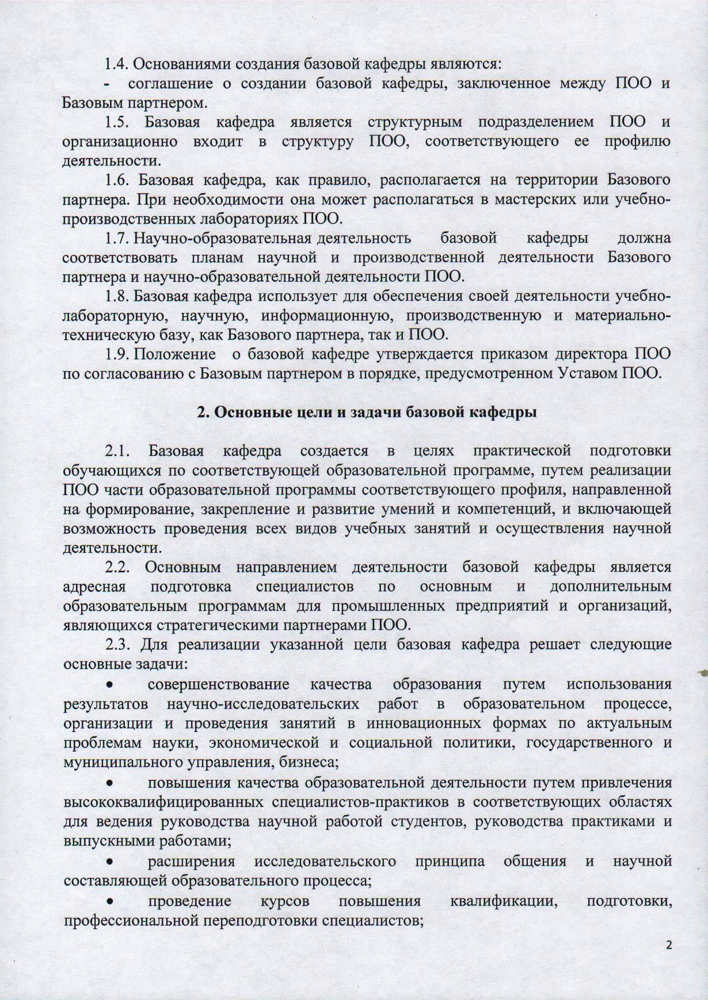 1.4. Основаниями создания базовой кафедры являются:
- соглашение о создании базовой кафедры, заключенное между ПОО и
Базовым партнером.
1.5. Базовая кафедра является структурным подразделением ПОО и
организационно входит в структуру ПОО, соответствующего ее профилю
деятельности.
1.6. Базовая кафедра, как правило, располагается на территории Базового
партнера. При необходимости она может располагаться в мастерских или учебно-
производственных лабораториях ПОО.
1.7. Научно-образовательная деятельность базовой кафедры должна
соответствовать планам научной и производственной деятельности Базового
партнера и научно-образовательной деятельности ПОО.
1.8. Базовая кафедра использует для обеспечения своей деятельности учебно-
лабораторную, научную, информационную, производственную и материально-
техническую базу, как Базового партнера, так и ПОО.
1.9. Положение о базовой кафедре утверждается приказом директора ПОО
по согласованию с Базовым партнером в порядке, предусмотренном Уставом ПОО.
2. Основные цели и задачи базовой кафедры
2.1. Базовая кафедра создается в целях практической подготовки
обучающихся по соответствующей образовательной программе, путем реализации
ПОО части образовательной программы соответствующего профиля, направленной
на формирование, закрепление и развитие умений и компетенций, и включающей
возможность проведения всех видов учебных занятий и осуществления научной
деятельности.
2.2. Основным направлением деятельности базовой кафедры является
адресная подготовка специалистов по основным и дополнительным
образовательным программам для промышленных предприятий и организаций,
являющихся стратегическими партнерами ПОО.
2.3. Для реализации указанной цели базовая кафедра решает следующие
основные задачи:
• совершенствование качества образования путем использования
результатов научно-исследовательских работ в образовательном процессе,
организации и проведения занятий в инновационных формах по актуальным
проблемам науки, экономической и социальной политики, государственного и
муниципального управления, бизнеса;
• повышения качества образовательной деятельности путем привлечения
высококвалифицированных специалистов-практиков в соответствующих областях
для ведения руководства научной работой студентов, руководства практиками и
выпускными работами;
• расширения исследовательского принципа общения и научной
составляющей образовательного процесса;
• проведение курсов повышения квалификации, подготовки,
профессиональной переподготовки специалистов;
2